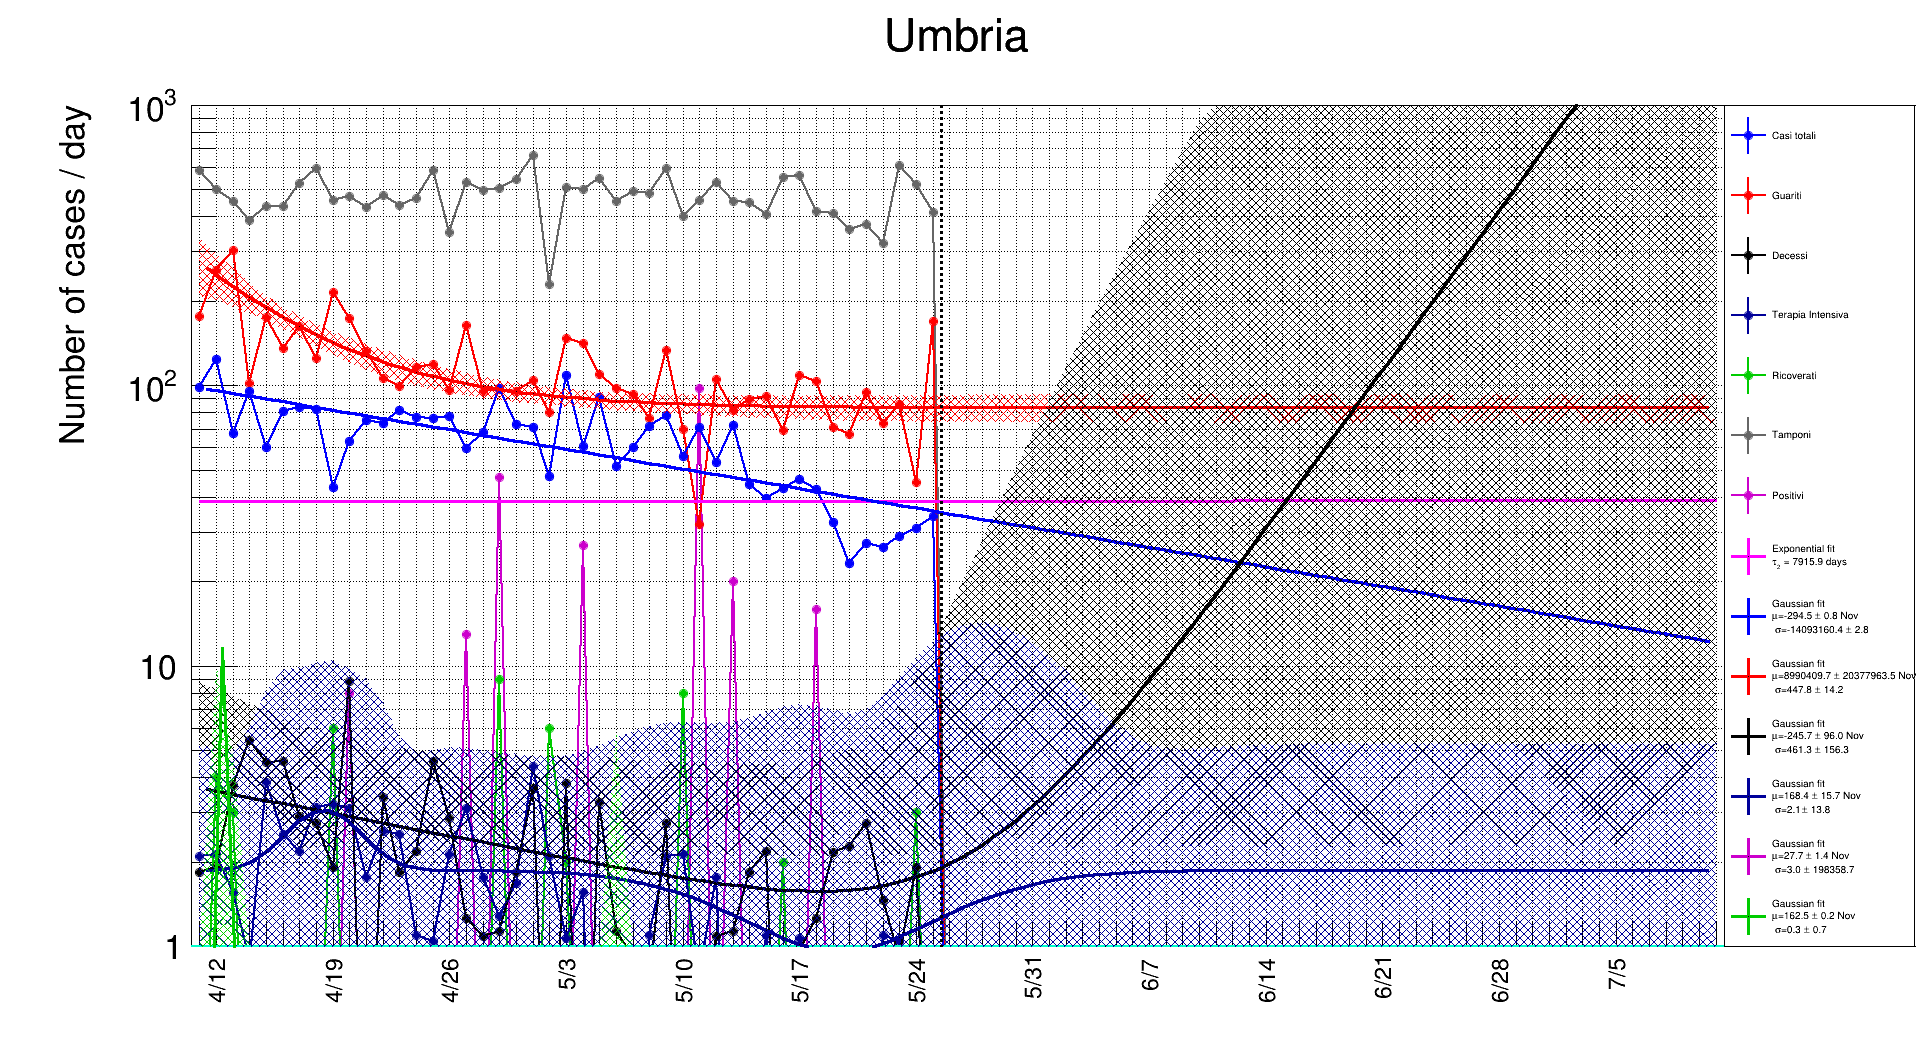 Umbria
Number of cases / day
10³
10²
10
1
4/12
4/19
4/26
5/3
5/10
5/17
5/24
5/31
6/7
6/14
6/21
6/28
7/5
Casi totali
Guariti
Decessi
Terapia Intensiva
Ricoverati
Tamponi
Positivi
Exponential fit
τ₂ = 7915.9 days
Gaussian fit
μ=-294.5 ± 0.8 Nov
σ=-14093160.4 ± 2.8
Gaussian fit
μ=8990409.7 ± 20377963.5 Nov
σ=447.8 ± 14.2
Gaussian fit
μ=-245.7 ± 96.0 Nov
σ=461.3 ± 156.3
Gaussian fit
μ=168.4 ± 15.7 Nov
σ=2.1± 13.8
Gaussian fit
μ=27.7 ± 1.4 Nov
σ=3.0 ± 198358.7
Gaussian fit
μ=162.5 ± 0.2 Nov
σ=0.3 ± 0.7